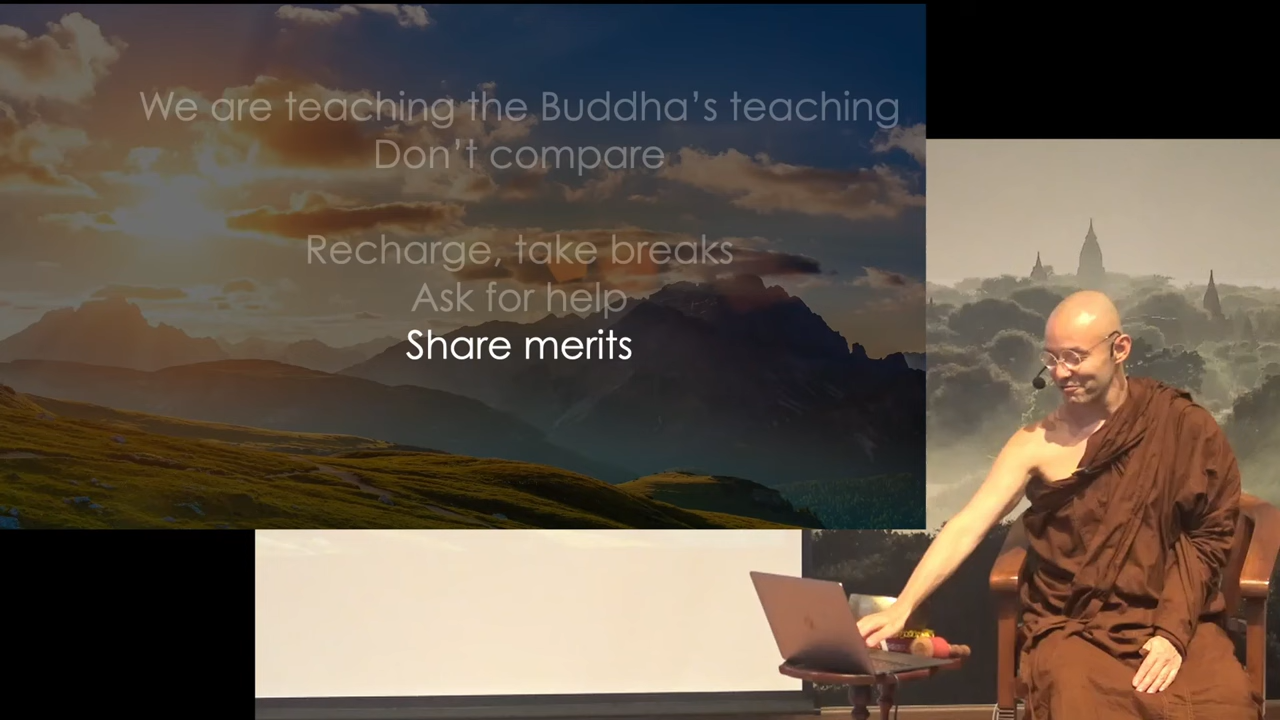 We are teaching the Buddha’s teaching
Don’t compare
Recharge, take breaks
Ask for help
Share merits